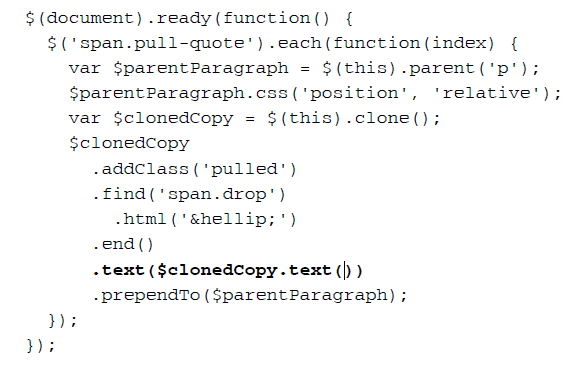 $(document).ready(function() {
  $('span.pull-quote').each(function(index) {
    var $parentParagraph = $(this).parent('p');
    $parentParagraph.css('position', 'relative');
    var $clonedCopy = $(this).clone();
    $clonedCopy
      .addClass('pulled')
      .find('span.drop')
        .html('&hellip;')
      .end()
      .text($clonedCopy.text())
      .prependTo($parentParagraph);
  });
});